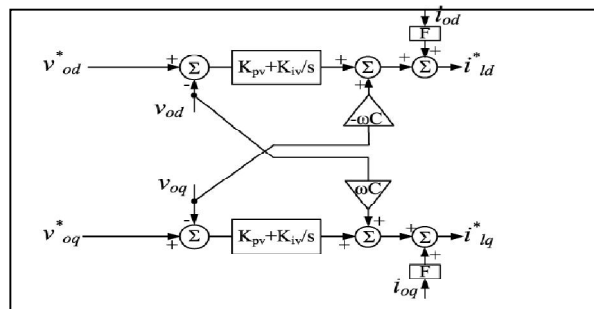 i_od
F
v*_od + Σ K_pv+K_iv/s + Σ + Σ i*_ld
- + +
v_od
-ωC
v_oq
ωC
- + +
v*_oq + Σ K_pv+K_iv/s + Σ + Σ i*_lq
+
F
i_oq